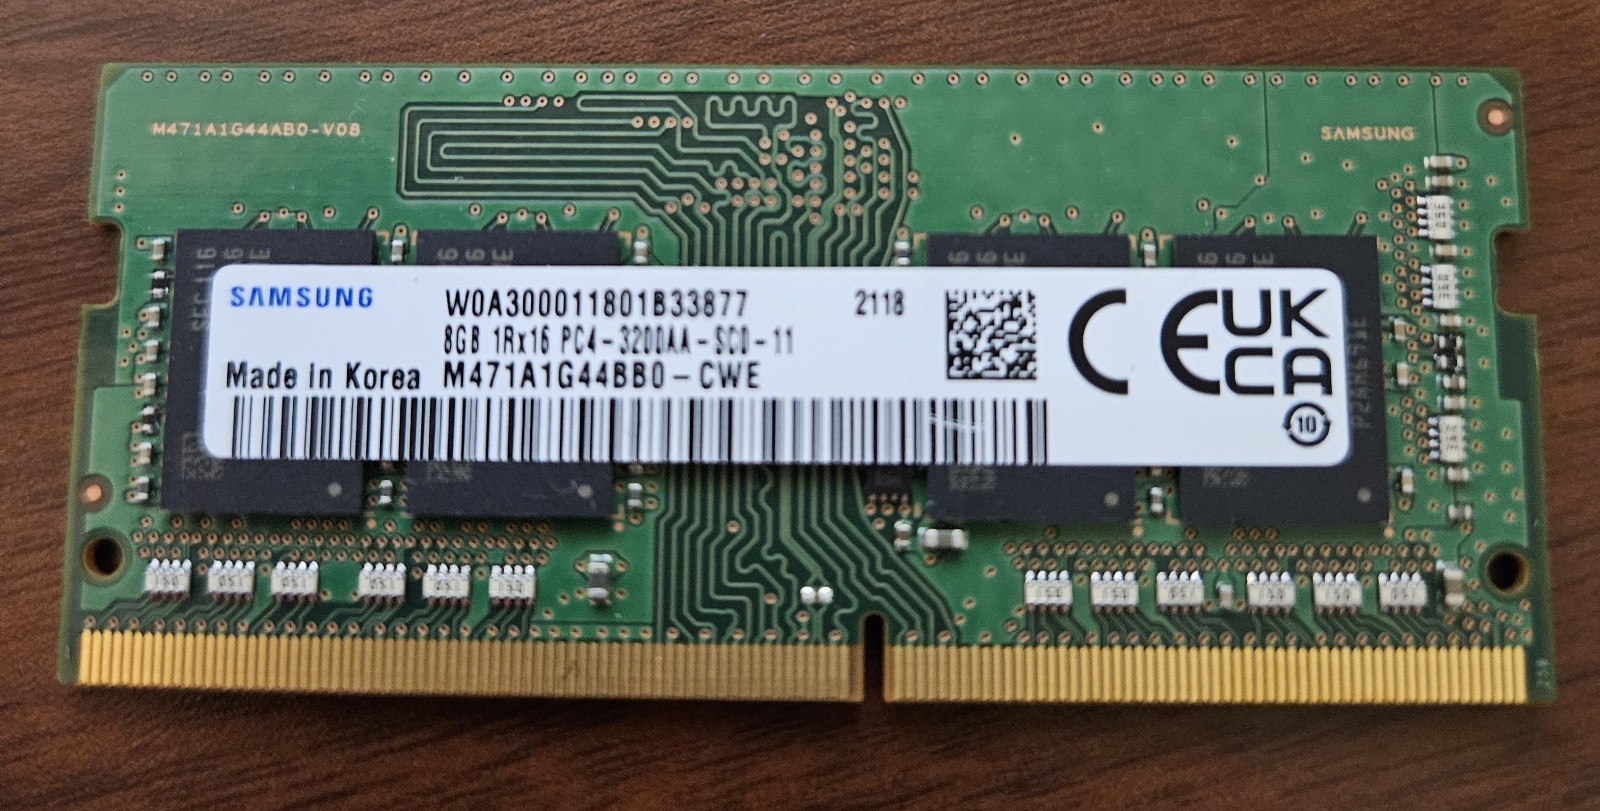 M471A1G44AB0-V08
SAMSUNG
SAMSUNG
W0A300011801B33877
2118
8GB 1Rx16 PC4-3200AA-SC0-11
Made in Korea
M471A1G44BB0-CWE
CE
UK
CA
10